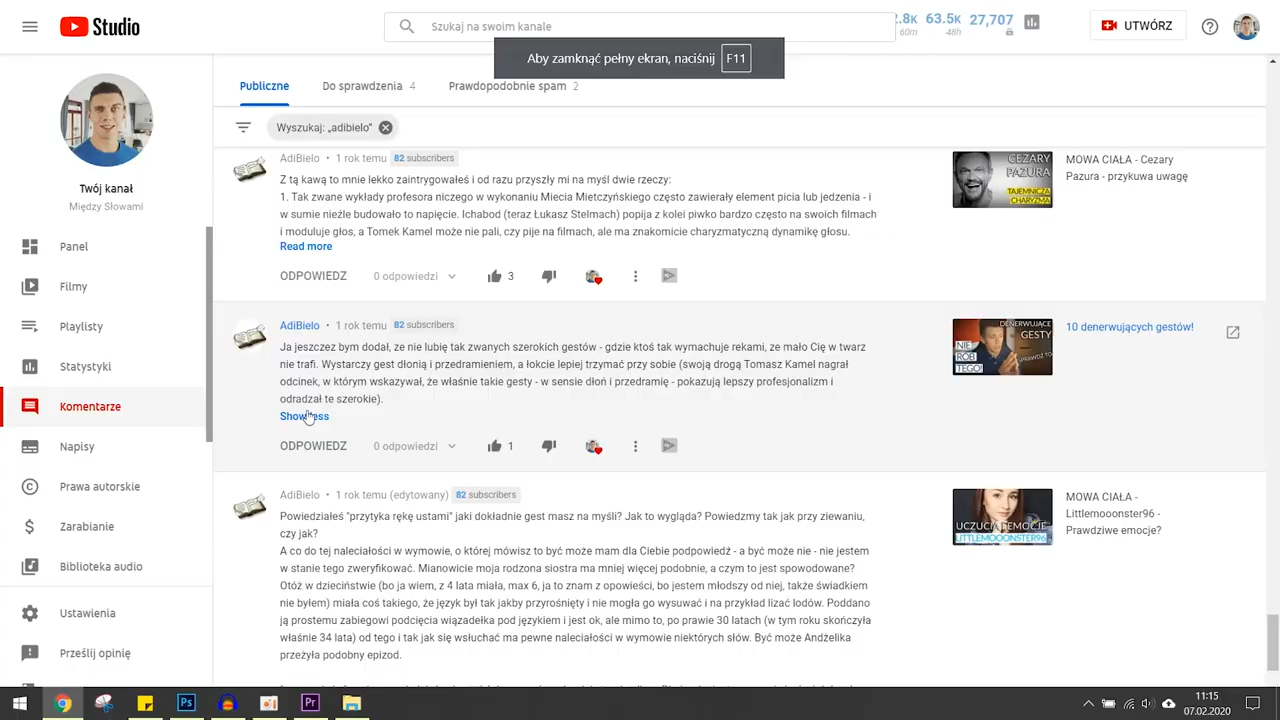 Studio
Szukaj na swoim kanale
2.8K 63.5K 27,707
60m 48h
UTWÓRZ
Aby zamknąć pełny ekran, naciśnij F11
Publiczne Do sprawdzenia 4 Prawdopodobnie spam 2
Wyszukaj: „adibielo”
Twój kanał
Między Słowami
Panel
Filmy
Playlisty
Statystyki
Komentarze
Napisy
Prawa autorskie
Zarabianie
Biblioteka audio
Ustawienia
Prześlij opinię
AdiBielo • 1 rok temu 82 subscribers
Z tą kawą to mnie lekko zaintrygowałeś i od razu przyszły mi na myśl dwie rzeczy:
1. Tak zwane wykłady profesora niczego w wykonaniu Miecia Mietczyńskiego często zawierały element picia lub jedzenia - i
w sumie nieźle budowało to napięcie. Ichabod (teraz Łukasz Stelmach) popija z kolei piwko bardzo często na swoich filmach
i moduluje głos, a Tomek Kamel może nie pali, czy pije na filmach, ale ma znakomicie charyzmatyczną dynamikę głosu.
Read more
ODPOWIEDZ 0 odpowiedzi 3
CEZARY
PAZURA
TAJEMNICZA
CHARYZMA
MOWA CIAŁA - Cezary
Pazura - przykuwa uwagę
AdiBielo • 1 rok temu 82 subscribers
Ja jeszcze bym dodał, ze nie lubię tak zwanych szerokich gestów - gdzie ktoś tak wymachuje rekami, ze mało Cię w twarz
nie trafi. Wystarczy gest dłonią i przedramieniem, a łokcie lepiej trzymać przy sobie (swoją drogą Tomasz Kamel nagrał
odcinek, w którym wskazywał, że właśnie takie gesty - w sensie dłoń i przedramię - pokazują lepszy profesjonalizm i
odradzał te szerokie).
Show less
ODPOWIEDZ 0 odpowiedzi 1
DENERWUJĄCE
GESTY
NIE
RÓB
TEGO!
SPRAWDŹ TO
10 denerwujących gestów!
AdiBielo • 1 rok temu (edytowany) 82 subscribers
Powiedziałeś "przytyka rękę ustami" jaki dokładnie gest masz na myśli? Jak to wygląda? Powiedzmy tak jak przy ziewaniu,
czy jak?
A co do tej naleciałości w wymowie, o której mówisz to być może mam dla Ciebie podpowiedź - a być może nie - nie jestem
w stanie tego zweryfikować. Mianowicie moja rodzona siostra ma mniej więcej podobnie, a czym to jest spowodowane?
Otóż w dzieciństwie (bo ja wiem, z 4 lata miała, max 6, ja to znam z opowieści, bo jestem młodszy od niej, także świadkiem
nie byłem) miała coś takiego, że język był tak jakby przyrośnięty i nie mogła go wysuwać i na przykład lizać lodów. Poddano
ją prostemu zabiegowi podcięcia wiązadełka pod językiem i jest ok, ale mimo to, po prawie 30 latach (w tym roku skończyła
właśnie 34 lata) od tego i tak jak się wsłuchać ma pewne naleciałości w wymowie niektórych słów. Być może Andżelika
przeżyła podobny epizod.
UCZUCIA I EMOCJE
LITTLEMOOONSTER96
MOWA CIAŁA -
Littlemooonster96 -
Prawdziwe emocje?
11:15
07.02.2020